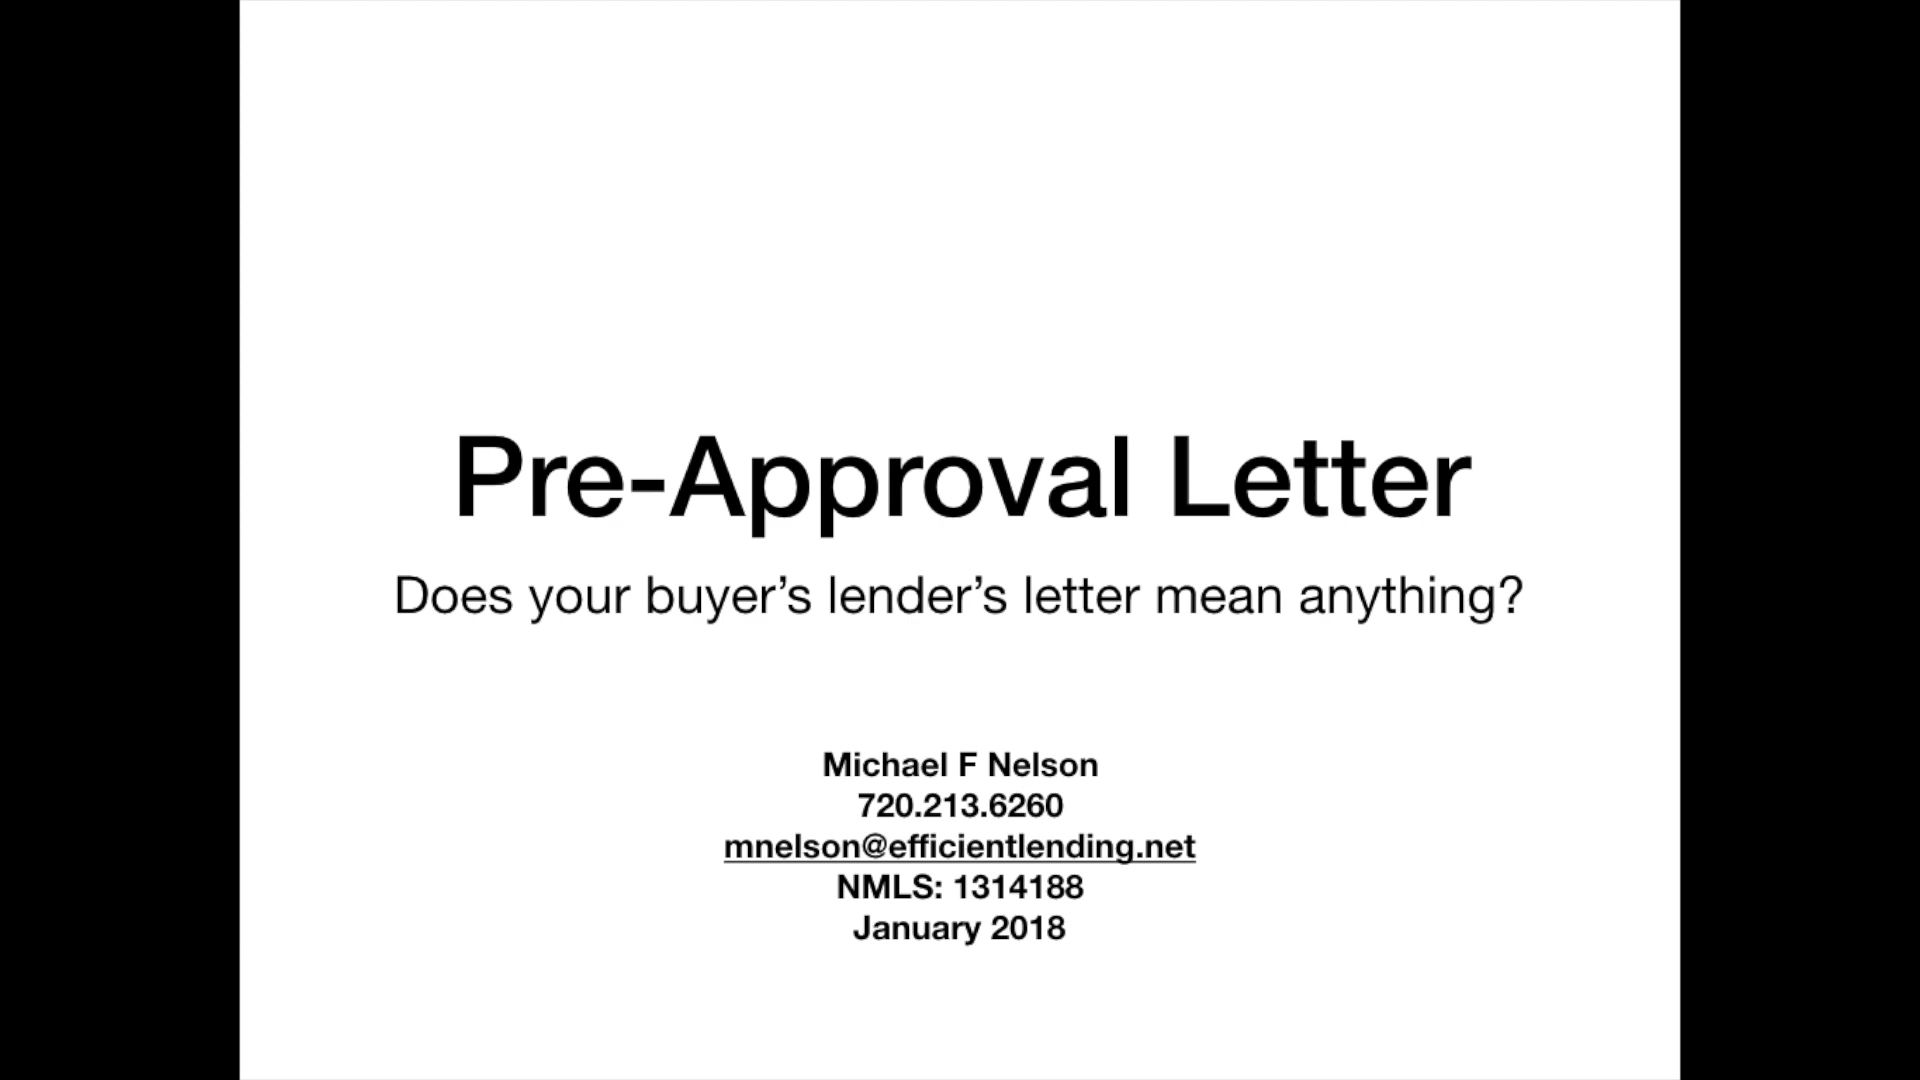 Pre-Approval Letter
Does your buyer’s lender’s letter mean anything?
Michael F Nelson
720.213.6260
mnelson@efficientlending.net
NMLS: 1314188
January 2018